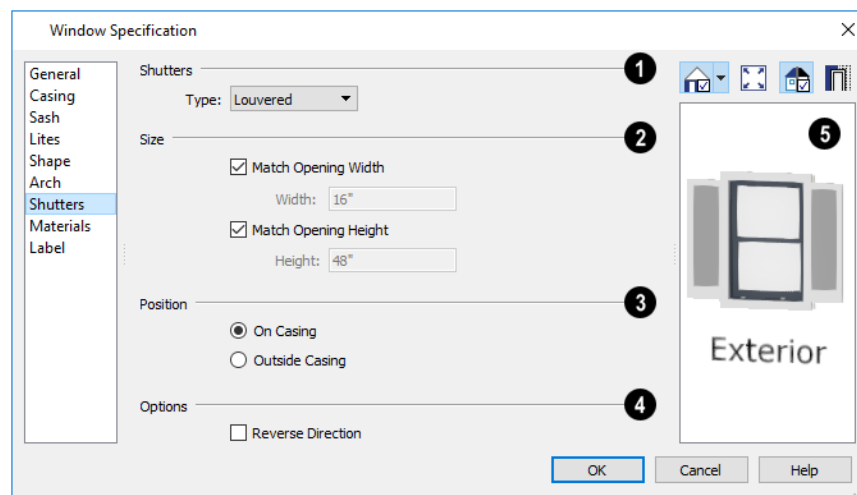 Window Specification
General
Casing
Sash
Lites
Shape
Arch
Shutters
Materials
Label
Shutters 1
Type: Louvered
Size 2
Match Opening Width
Width: 16"
Match Opening Height
Height: 48"
Position 3
On Casing
Outside Casing
Options 4
Reverse Direction
5
Exterior
OK Cancel Help